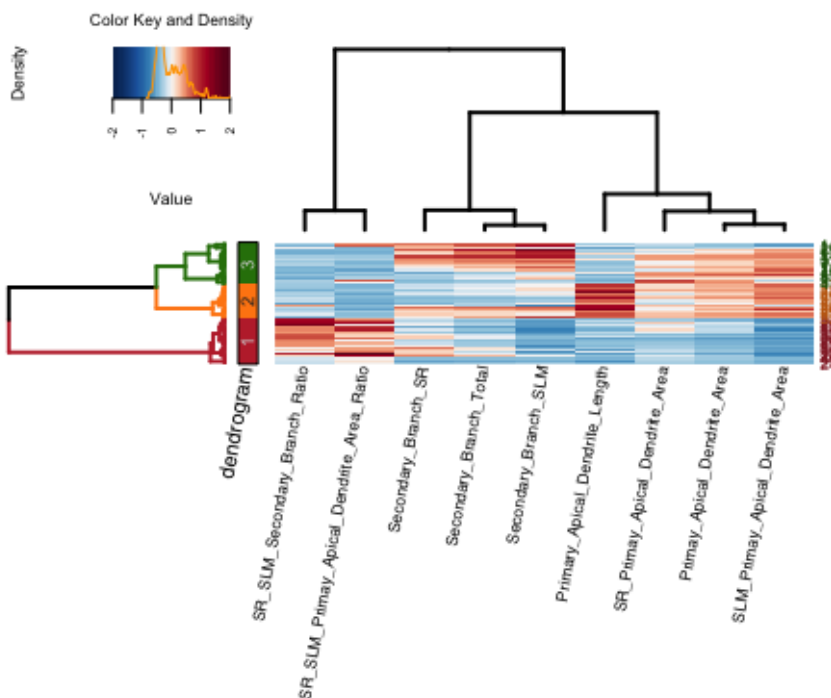 Color Key and Density
Density
-2
-1
0
1
2
Value
3
2
1
dendrogram
SR_SLM_Secondary_Branch_Ratio
SR_SLM_Primay_Apical_Dendrite_Area_Ratio
Secondary_Branch_SR
Secondary_Branch_Total
Secondary_Branch_SLM
Primary_Apical_Dendrite_Length
SR_Primay_Apical_Dendrite_Area
Primay_Apical_Dendrite_Area
SLM_Primay_Apical_Dendrite_Area